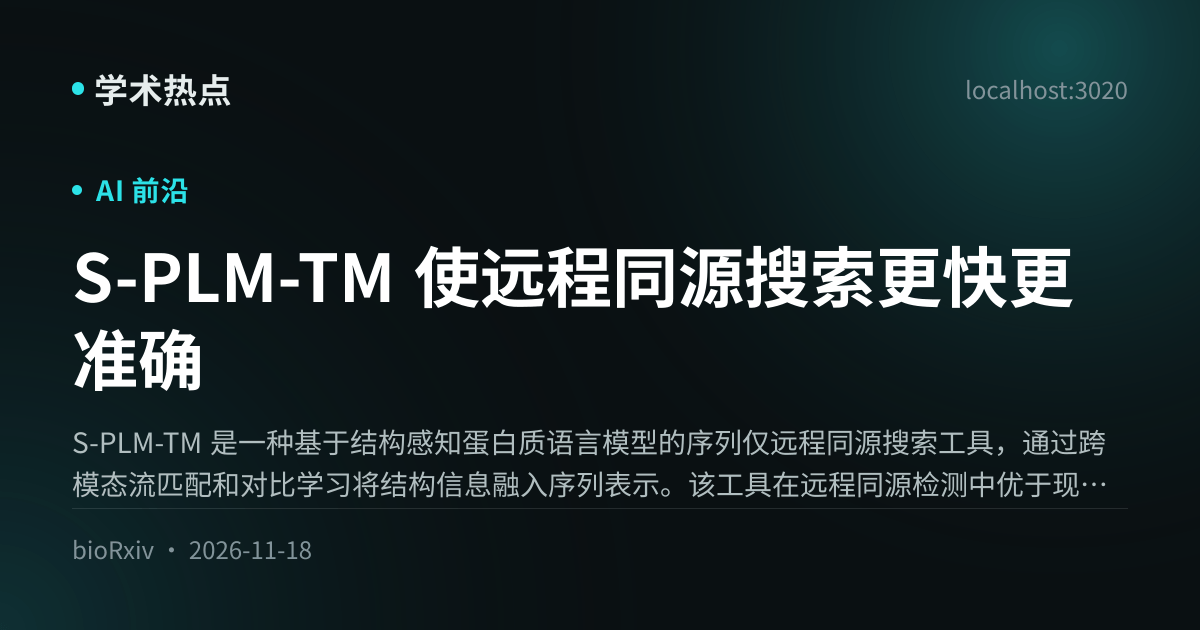 学术热点
localhost:3020
AI 前沿
S-PLM-TM 使远程同源搜索更快更
准确
S-PLM-TM 是一种基于结构感知蛋白质语言模型的序列仅远程同源搜索工具，通过跨
模态流匹配和对比学习将结构信息融入序列表示。该工具在远程同源检测中优于现…
bioRxiv • 2026-11-18